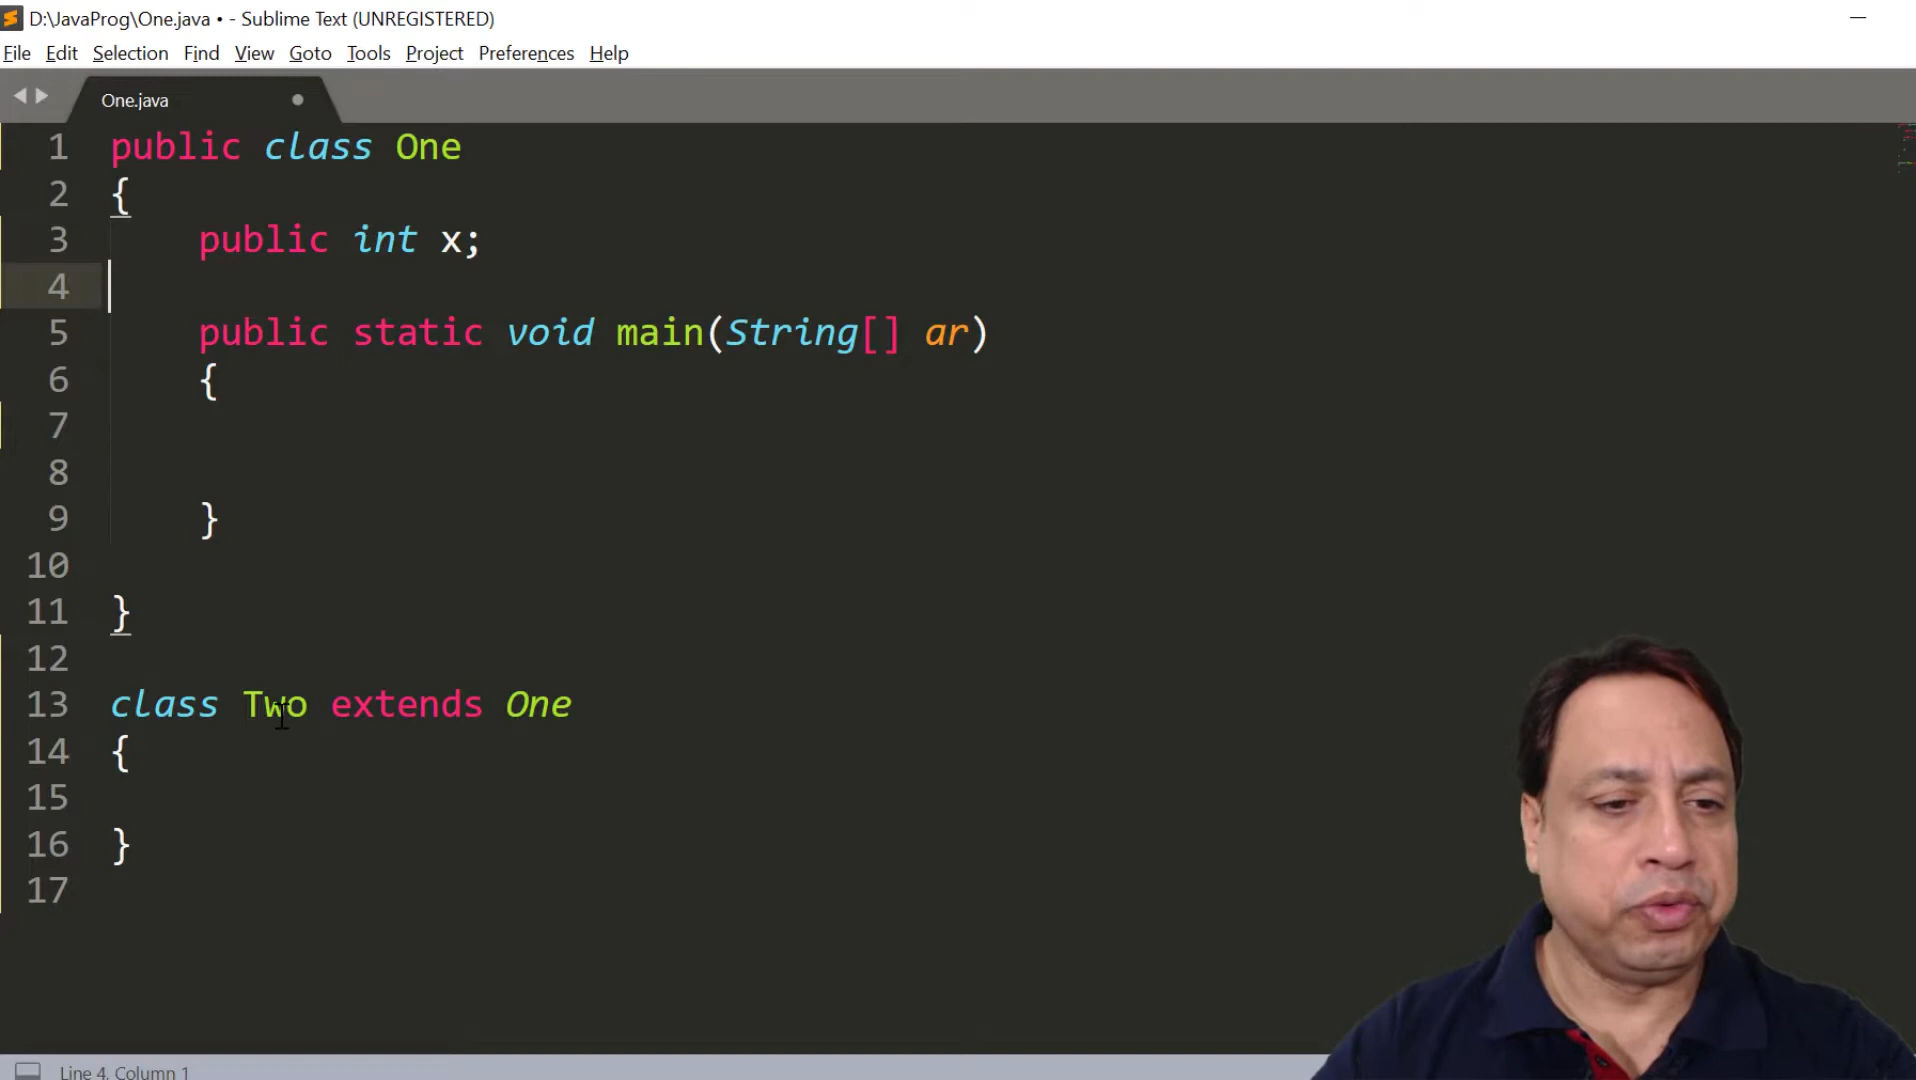 D:\JavaProg\One.java • - Sublime Text (UNREGISTERED)
File Edit Selection Find View Goto Tools Project Preferences Help
One.java
1 public class One
2 {
3 public int x;
4
5 public static void main(String[] ar)
6 {
7
8
9 }
10
11 }
12
13 class Two extends One
14 {
15
16 }
17
Line 4, Column 1